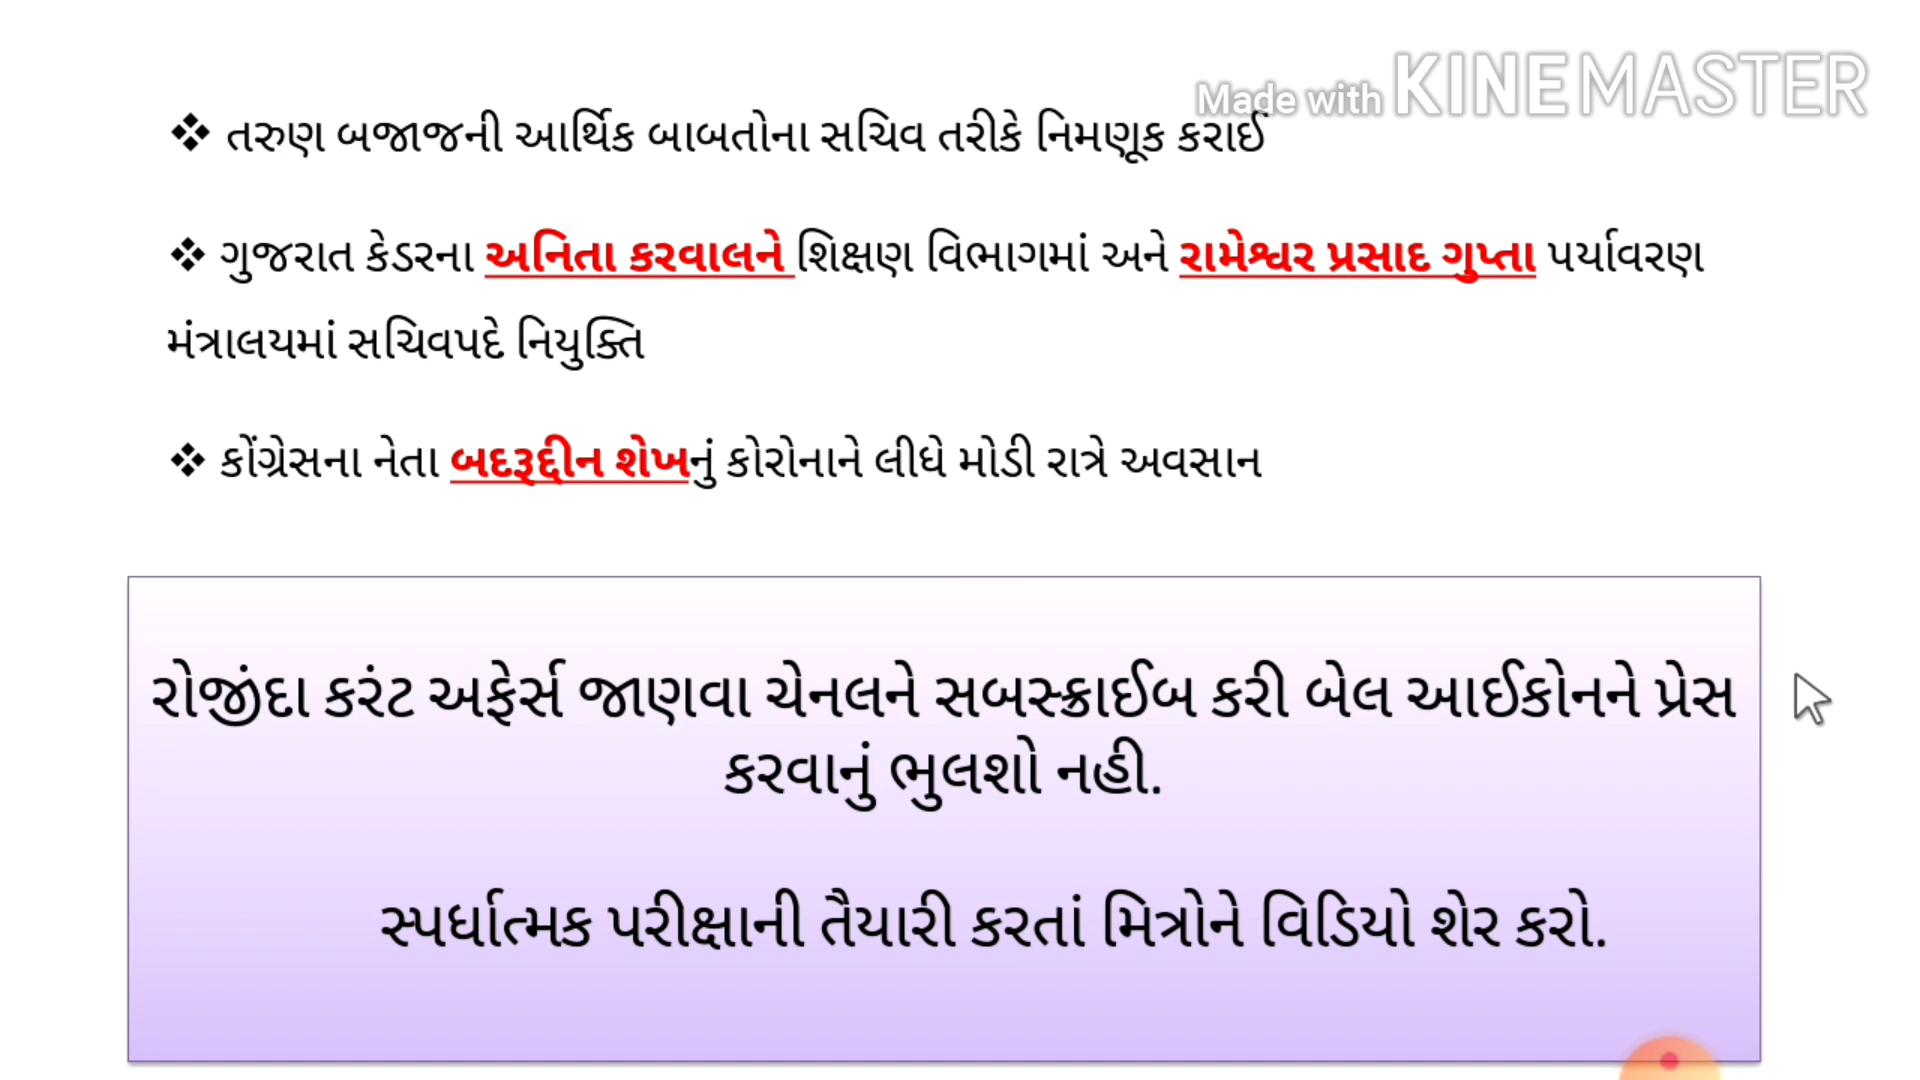 Made with KINEMASTER
❖ તરુણ બજાજની આર્થિક બાબતોના સચિવ તરીકે નિમણૂક કરાઈ
❖ ગુજરાત કેડરના અનિતા કરવાલને શિક્ષણ વિભાગમાં અને રામેશ્વર પ્રસાદ ગુપ્તા પર્યાવરણ
મંત્રાલયમાં સચિવપદે નિયુક્તિ
❖ કોંગ્રેસના નેતા બદરૂદ્દીન શેખનું કોરોનાને લીધે મોડી રાત્રે અવસાન
રોજીંદા કરંટ અફેર્સ જાણવા ચેનલને સબસ્ક્રાઈબ કરી બેલ આઈકોનને પ્રેસ
કરવાનું ભુલશો નહી.
સ્પર્ધાત્મક પરીક્ષાની તૈયારી કરતાં મિત્રોને વિડિયો શેર કરો.